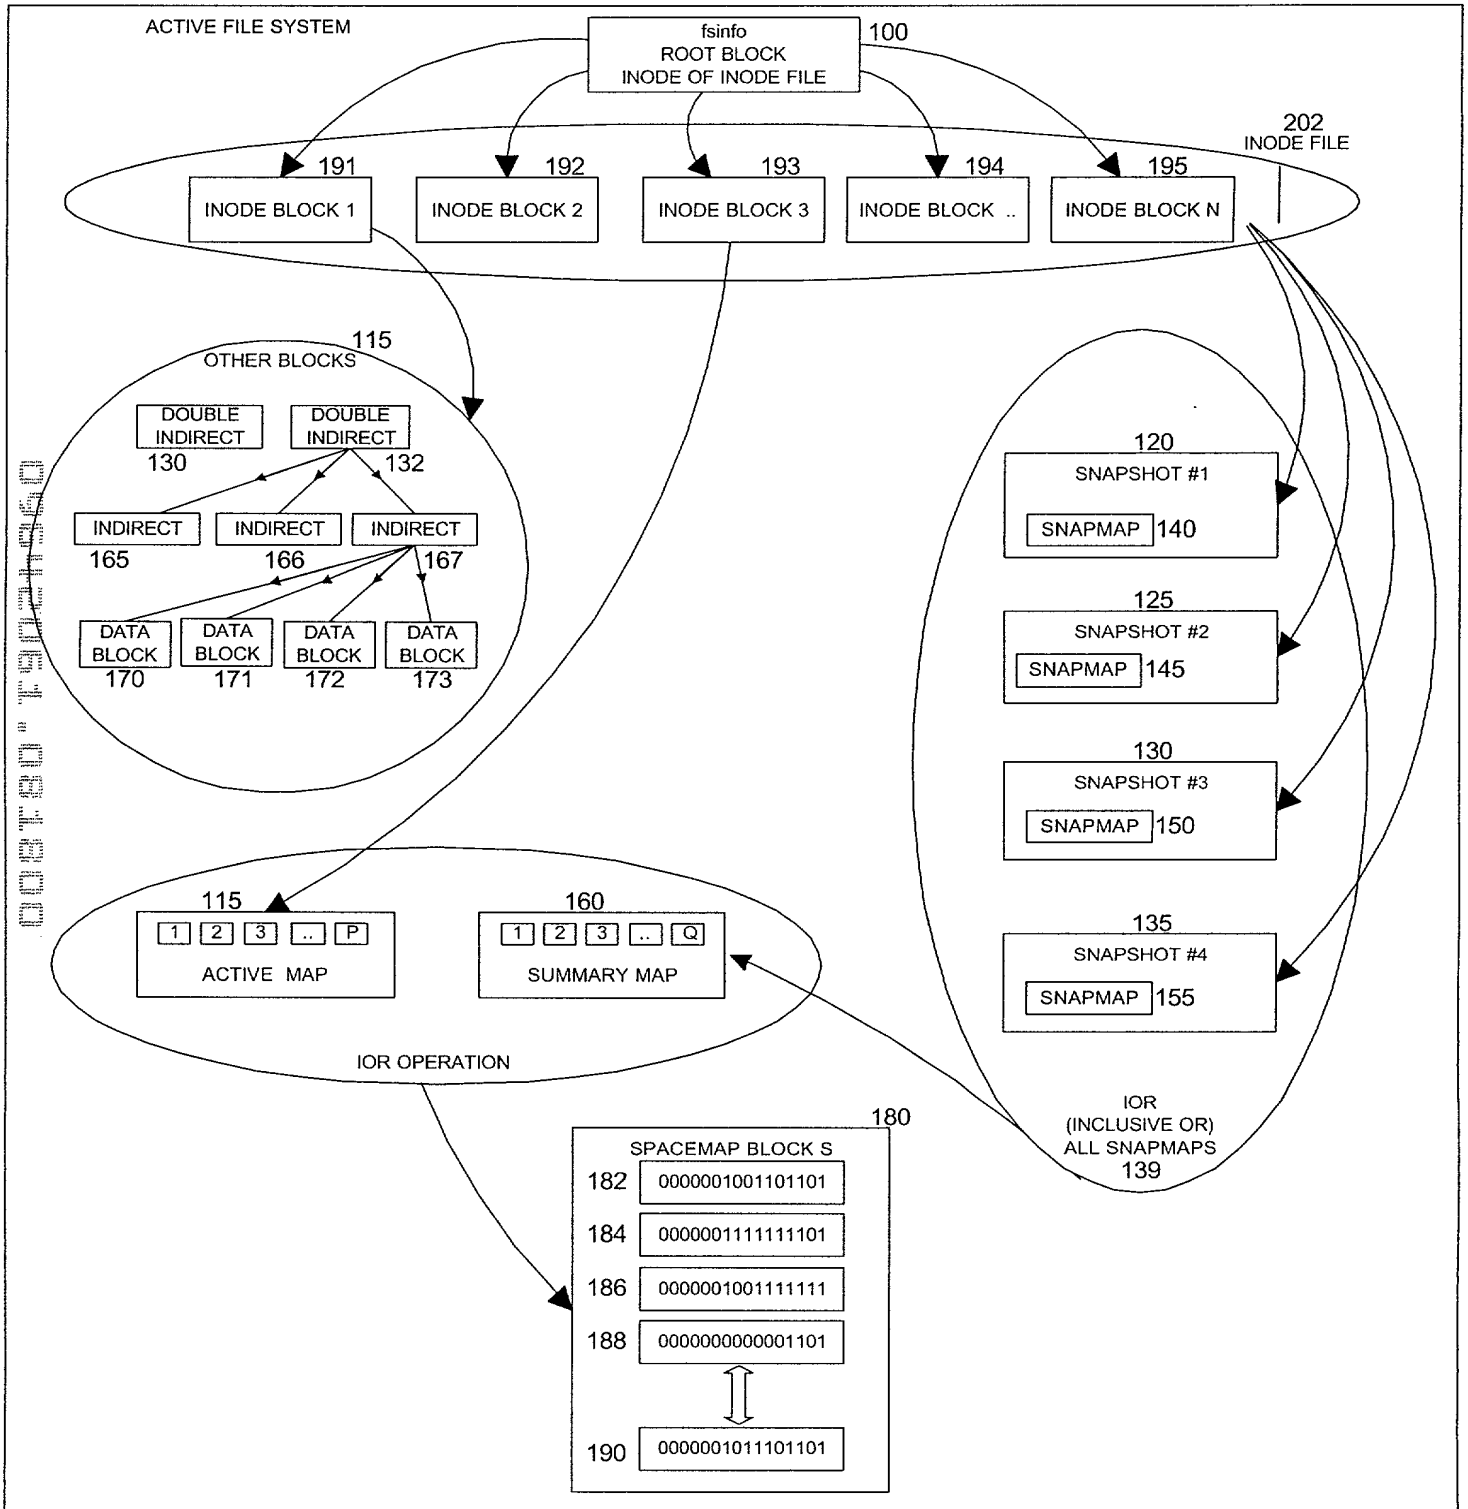 ACTIVE FILE SYSTEM
fsinfo
ROOT BLOCK
INODE OF INODE FILE
100
202
INODE FILE
191
192
193
194
195
INODE BLOCK 1
INODE BLOCK 2
INODE BLOCK 3
INODE BLOCK ..
INODE BLOCK N
115
OTHER BLOCKS
DOUBLE
INDIRECT
DOUBLE
INDIRECT
130
132
INDIRECT
INDIRECT
INDIRECT
165
166
167
DATA
BLOCK
DATA
BLOCK
DATA
BLOCK
DATA
BLOCK
170
171
172
173
120
SNAPSHOT #1
SNAPMAP
140
125
SNAPSHOT #2
SNAPMAP
145
130
SNAPSHOT #3
SNAPMAP
150
135
SNAPSHOT #4
SNAPMAP
155
IOR
(INCLUSIVE OR)
ALL SNAPMAPS
139
115
1 2 3 .. P
ACTIVE MAP
160
1 2 3 .. Q
SUMMARY MAP
IOR OPERATION
180
SPACEMAP BLOCK S
182 0000001001101101
184 0000001111111101
186 0000001001111111
188 0000000000001101
190 0000001011101101